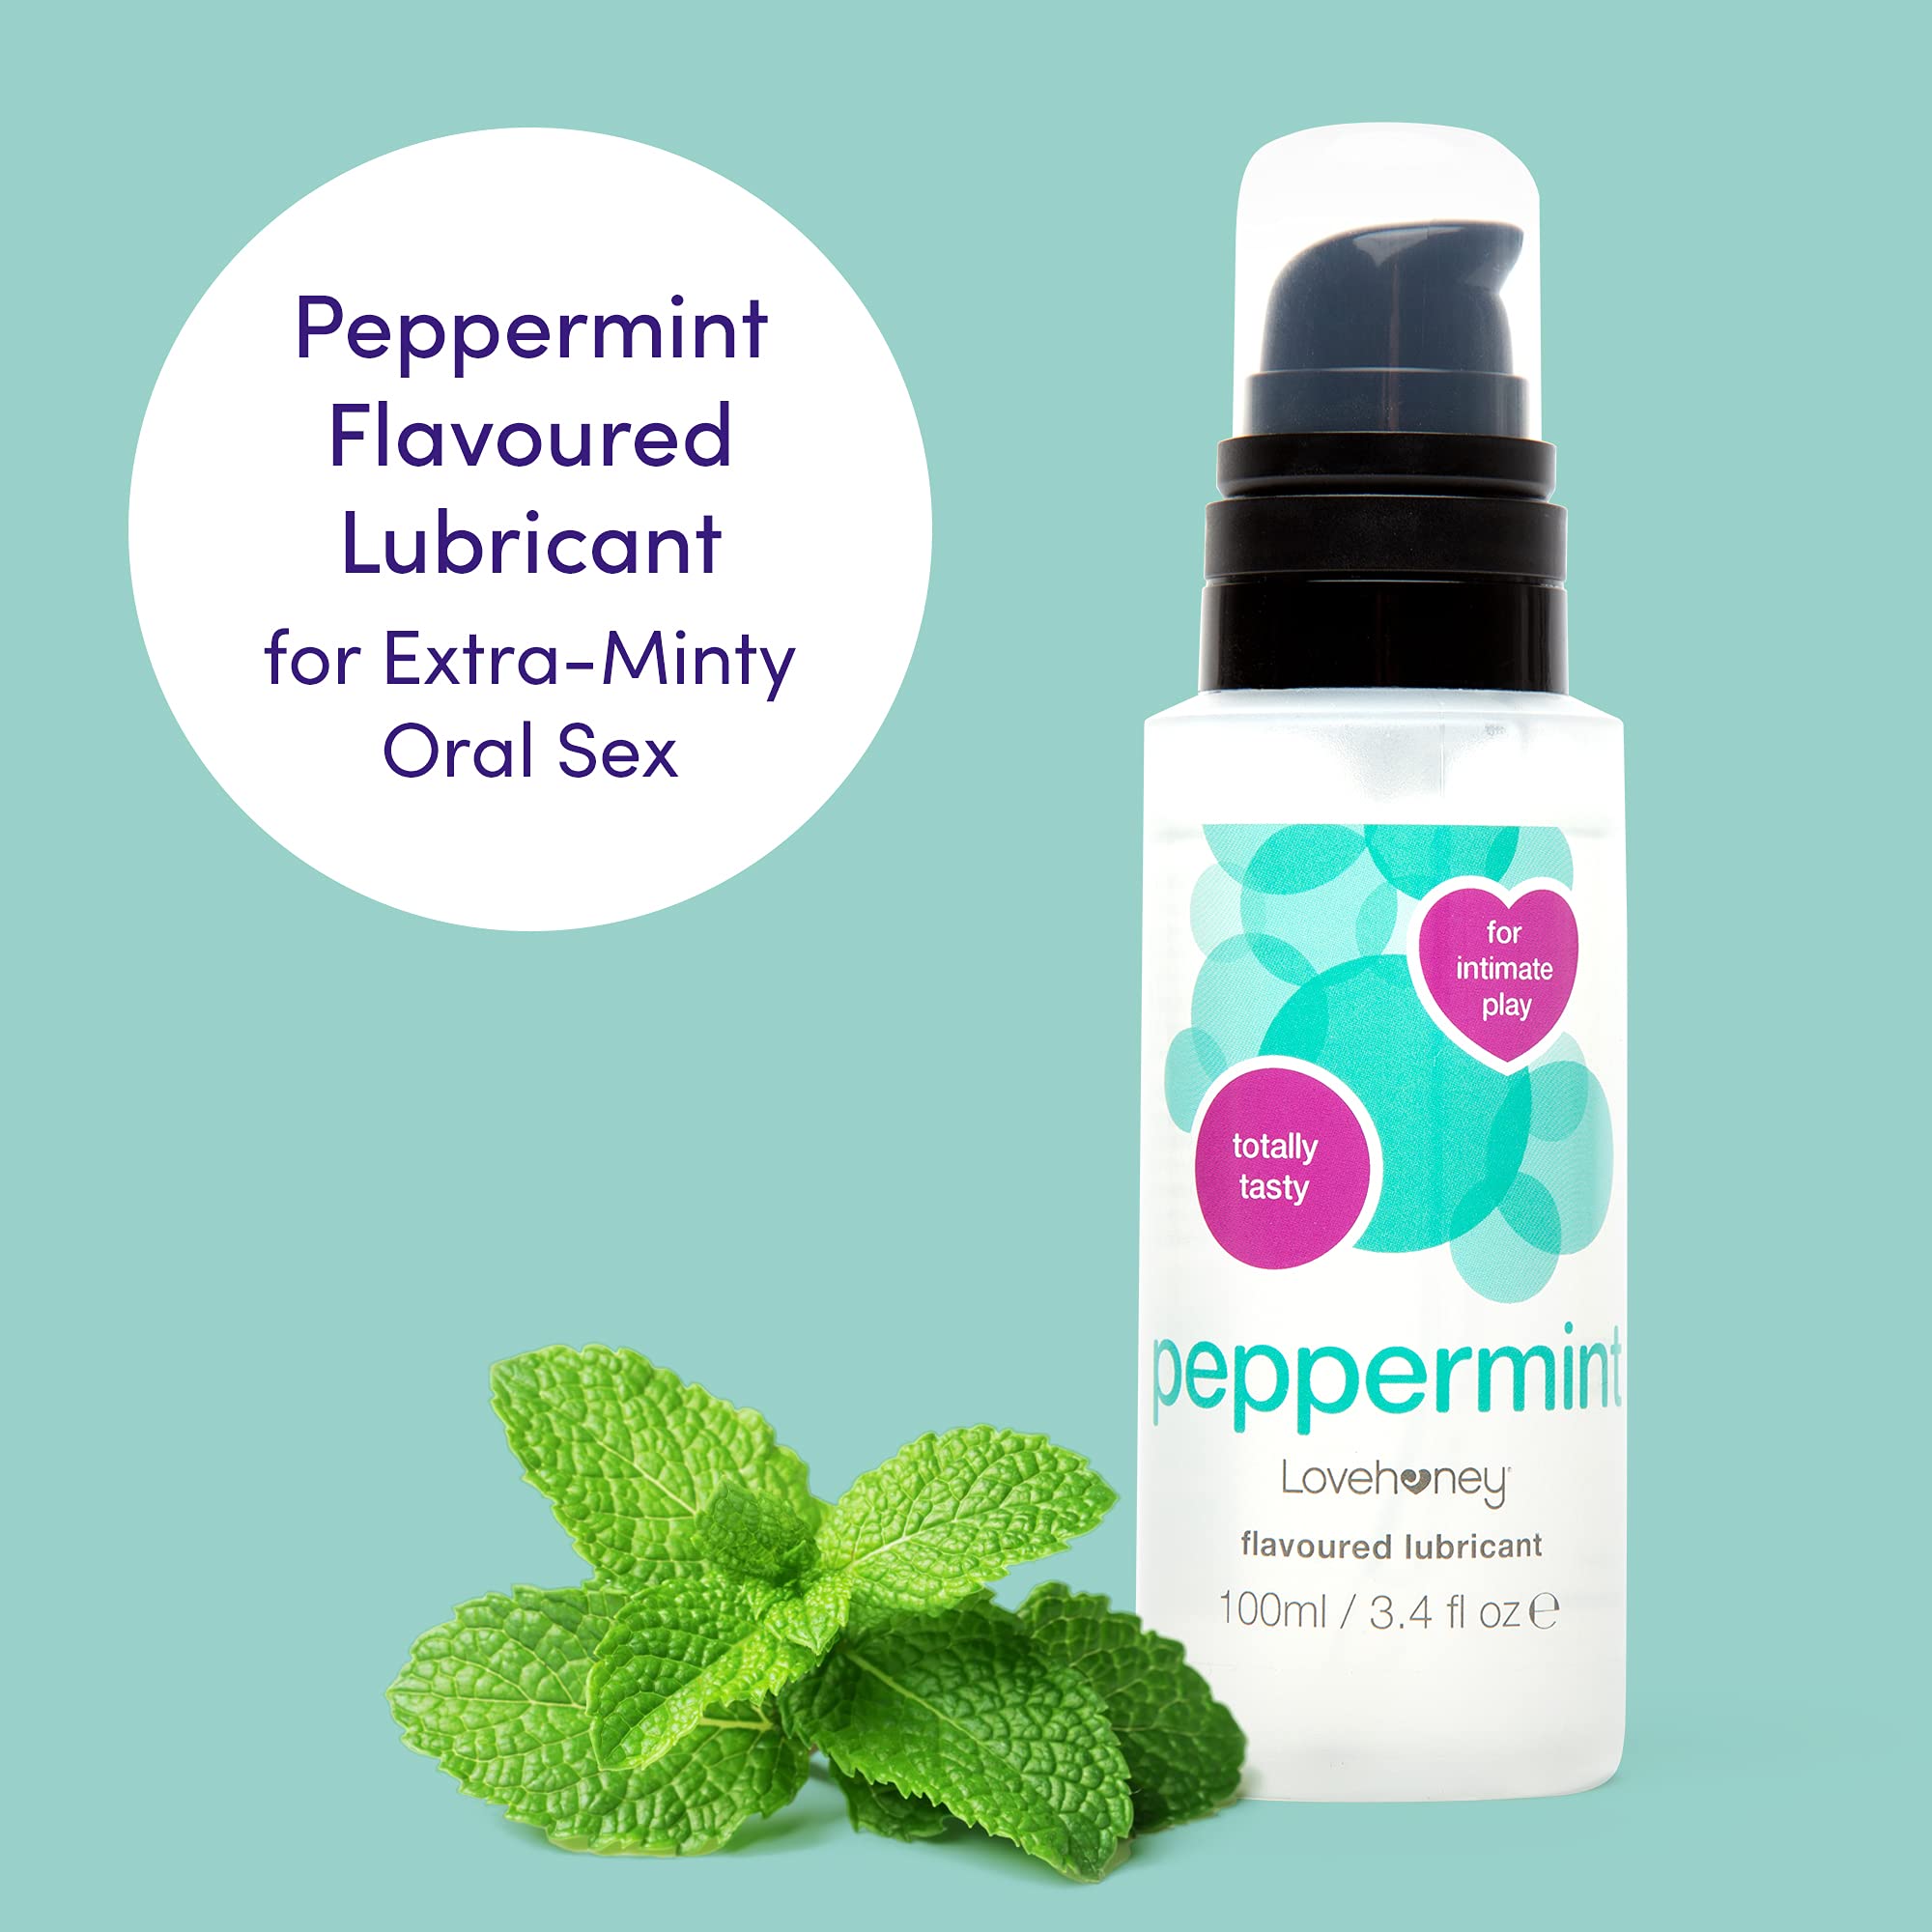 Peppermint
Flavoured
Lubricant
for Extra-Minty
Oral Sex
for
intimate
play
totally
tasty
peppermint
Lovehoney
flavoured lubricant
100ml / 3.4 fl oz ℮